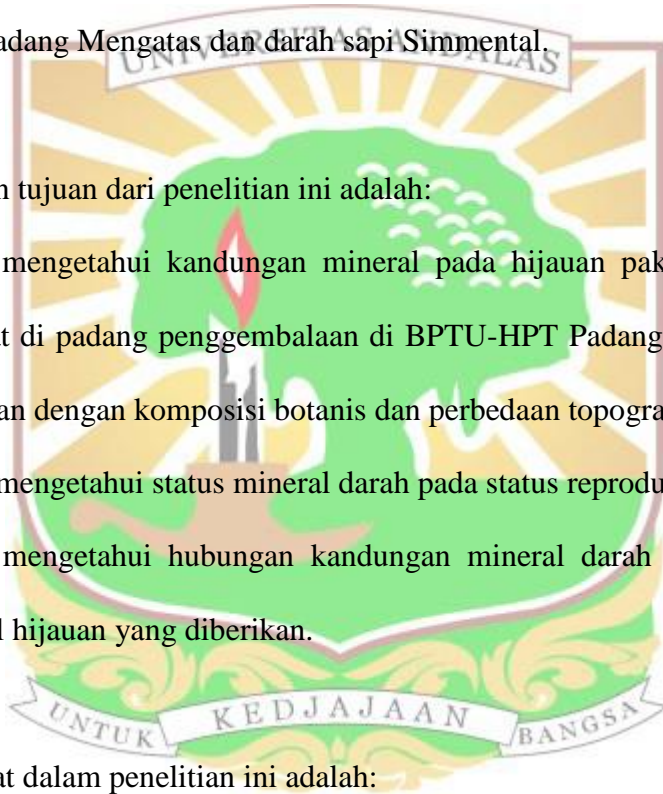 adang Mengatas dan darah sapi Simmental.
UNIVERSITAS ANDALAS
n tujuan dari penelitian ini adalah:
mengetahui kandungan mineral pada hijauan pak
at di padang penggembalaan di BPTU-HPT Padang
an dengan komposisi botanis dan perbedaan topogra
mengetahui status mineral darah pada status reprodu
mengetahui hubungan kandungan mineral darah
l hijauan yang diberikan.
UNTUK KEDJAJAAN BANGSA
at dalam penelitian ini adalah: